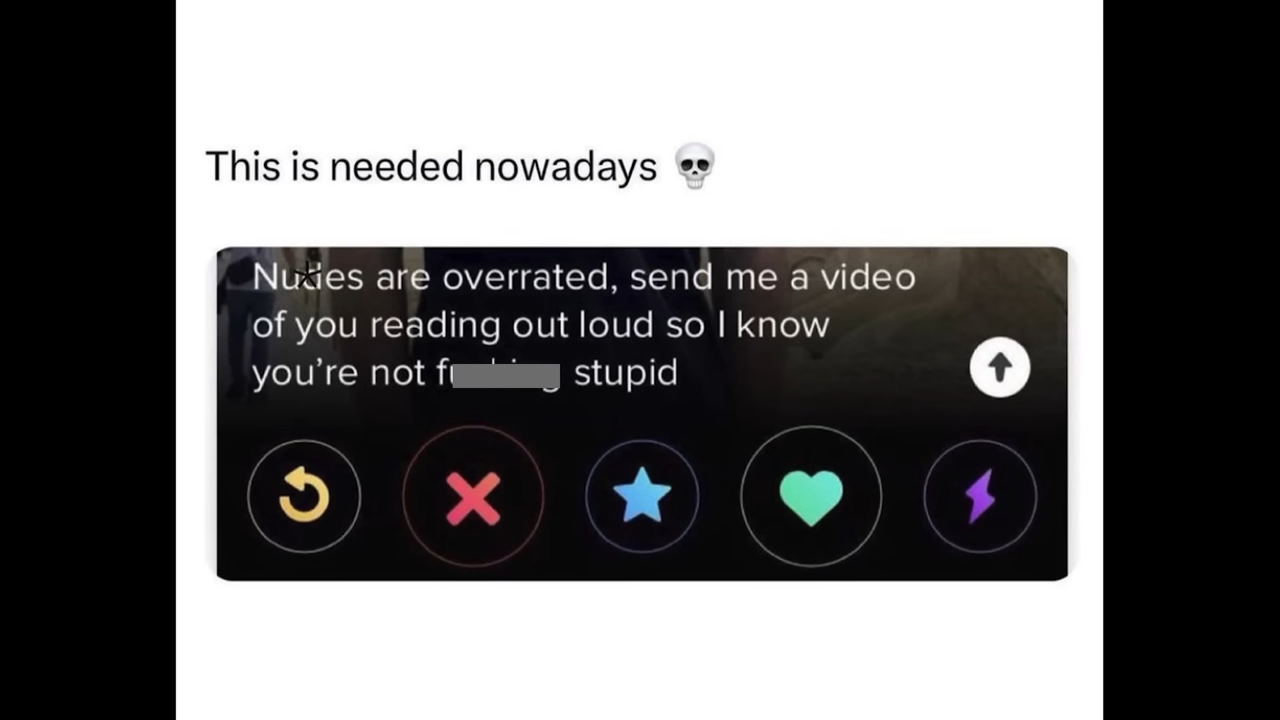 This is needed nowadays 💀
Nudies are overrated, send me a video
of you reading out loud so I know
you're not stupid